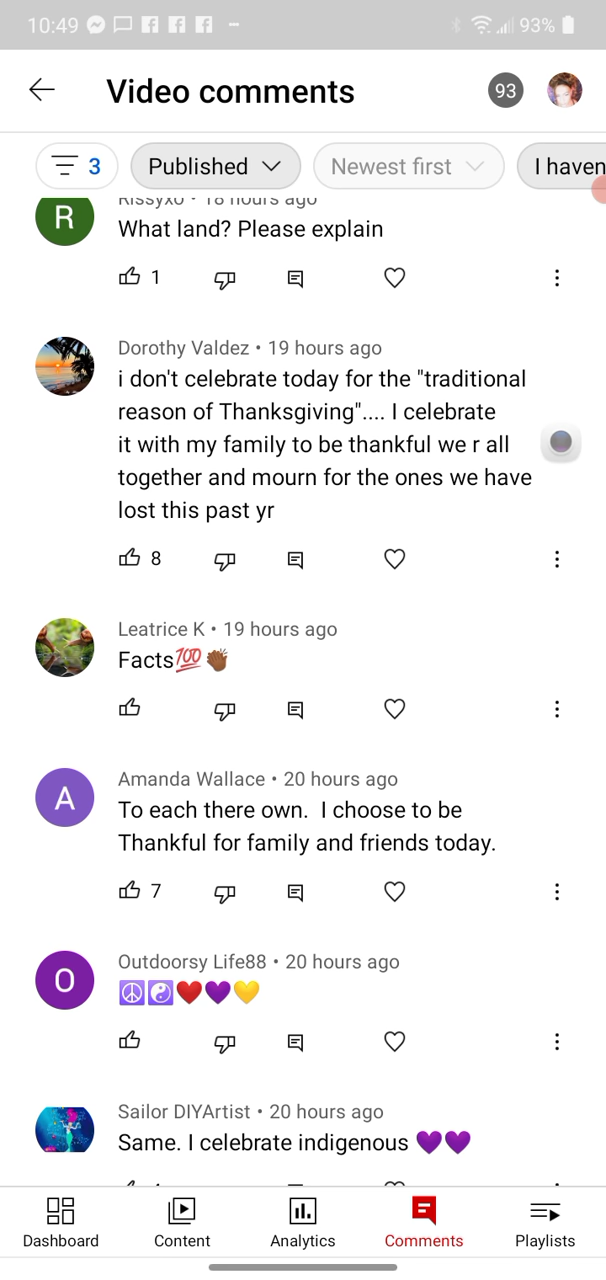 10:49
93%
Video comments
93
3
Published
Newest first
I haven
R
Rissyxo • 18 hours ago
What land? Please explain
1
Dorothy Valdez • 19 hours ago
i don't celebrate today for the "traditional
reason of Thanksgiving".... I celebrate
it with my family to be thankful we r all
together and mourn for the ones we have
lost this past yr
8
Leatrice K • 19 hours ago
Facts💯👏🏾
A
Amanda Wallace • 20 hours ago
To each there own.  I choose to be
Thankful for family and friends today.
7
O
Outdoorsy Life88 • 20 hours ago
☮️☯️❤️💜💛
Sailor DIYArtist • 20 hours ago
Same. I celebrate indigenous 💜💜
Dashboard
Content
Analytics
Comments
Playlists